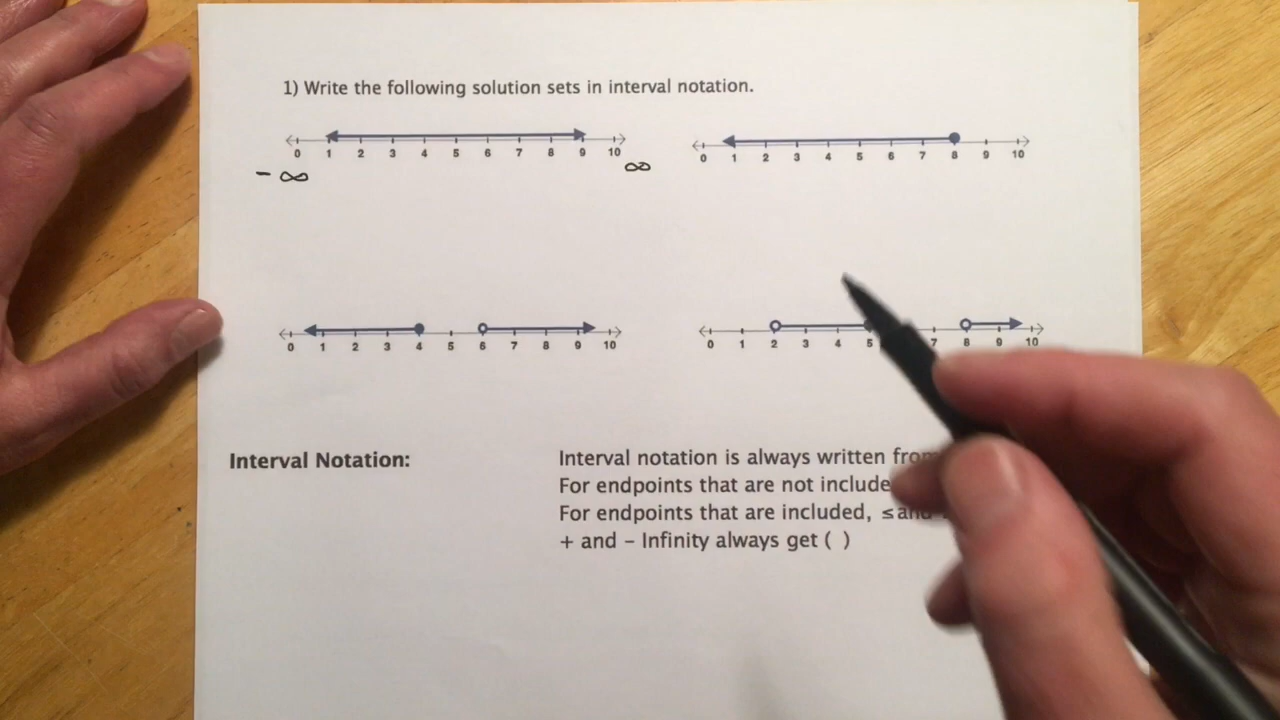 1) Write the following solution sets in interval notation.
0 1 2 3 4 5 6 7 8 9 10
0 1 2 3 4 5 6 7 8 9 10
- ∞ ∞
0 1 2 3 4 5 6 7 8 9 10
0 1 2 3 4 5 7 8 9 10
Interval Notation:
Interval notation is always written from
For endpoints that are not include
For endpoints that are included, ≤ and
+ and - Infinity always get ( )